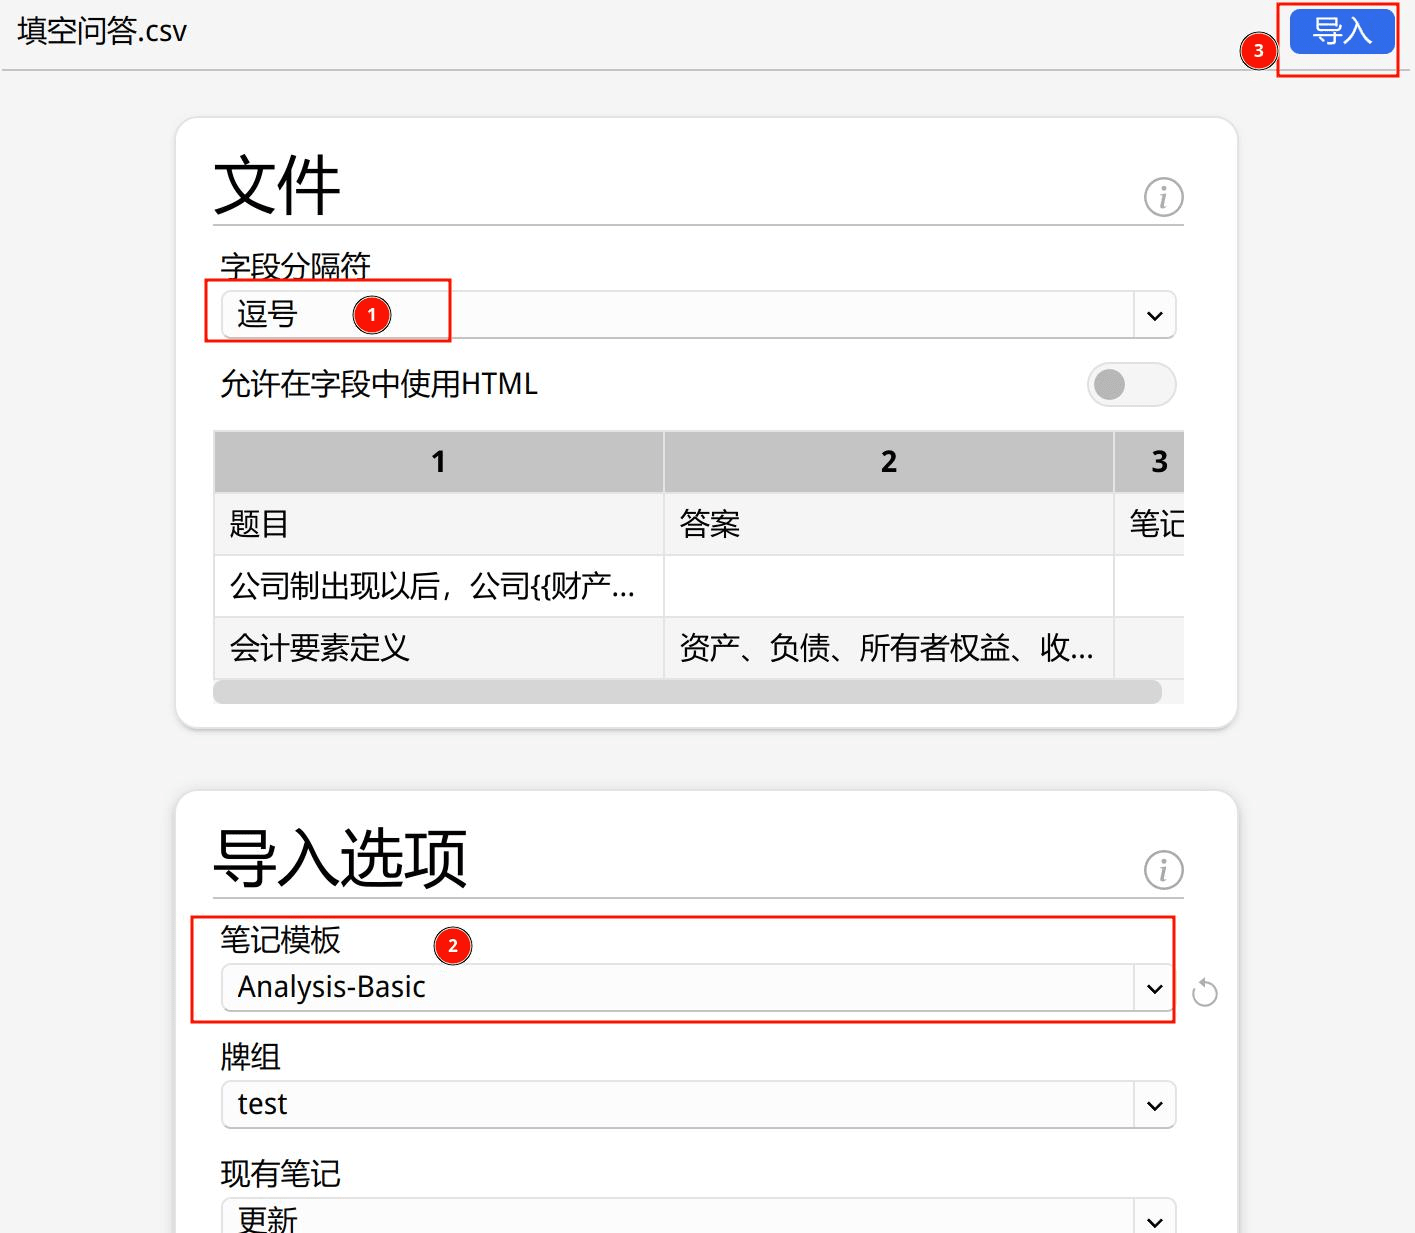 填空问答.csv
导入
3
文件
i
字段分隔符
逗号
1
允许在字段中使用HTML
1 2 3
题目 答案 笔记
公司制出现以后，公司{{财产...
会计要素定义 资产、负债、所有者权益、收...
导入选项
i
笔记模板
2
Analysis-Basic
牌组
test
现有笔记
更新